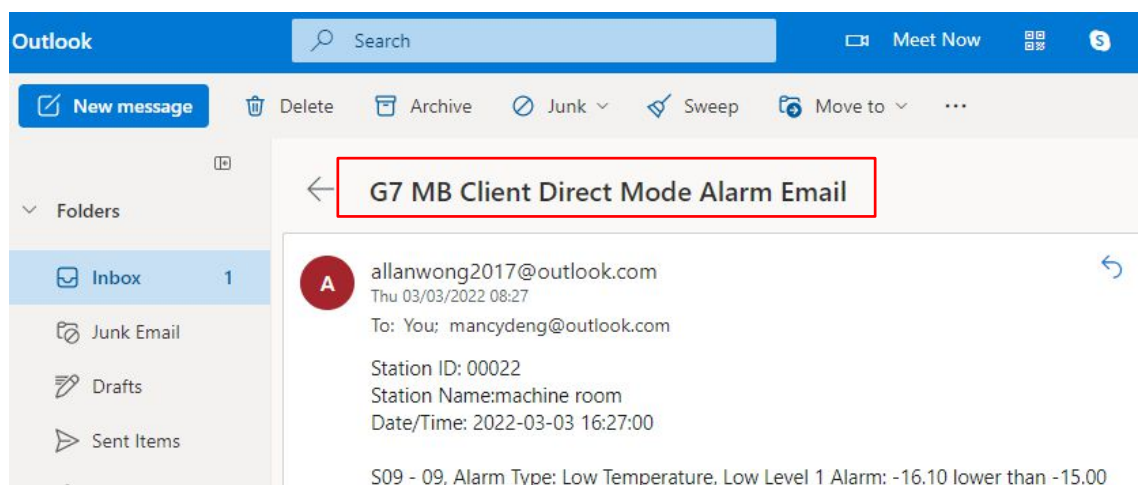 Outlook
Search
Meet Now
New message
Delete
Archive
Junk
Sweep
Move to
...
G7 MB Client Direct Mode Alarm Email
Folders
Inbox 1
Junk Email
Drafts
Sent Items
A
allanwong2017@outlook.com
Thu 03/03/2022 08:27
To: You; mancydeng@outlook.com
Station ID: 00022
Station Name:machine room
Date/Time: 2022-03-03 16:27:00
S09 - 09, Alarm Type: Low Temperature, Low Level 1 Alarm: -16.10 lower than -15.00